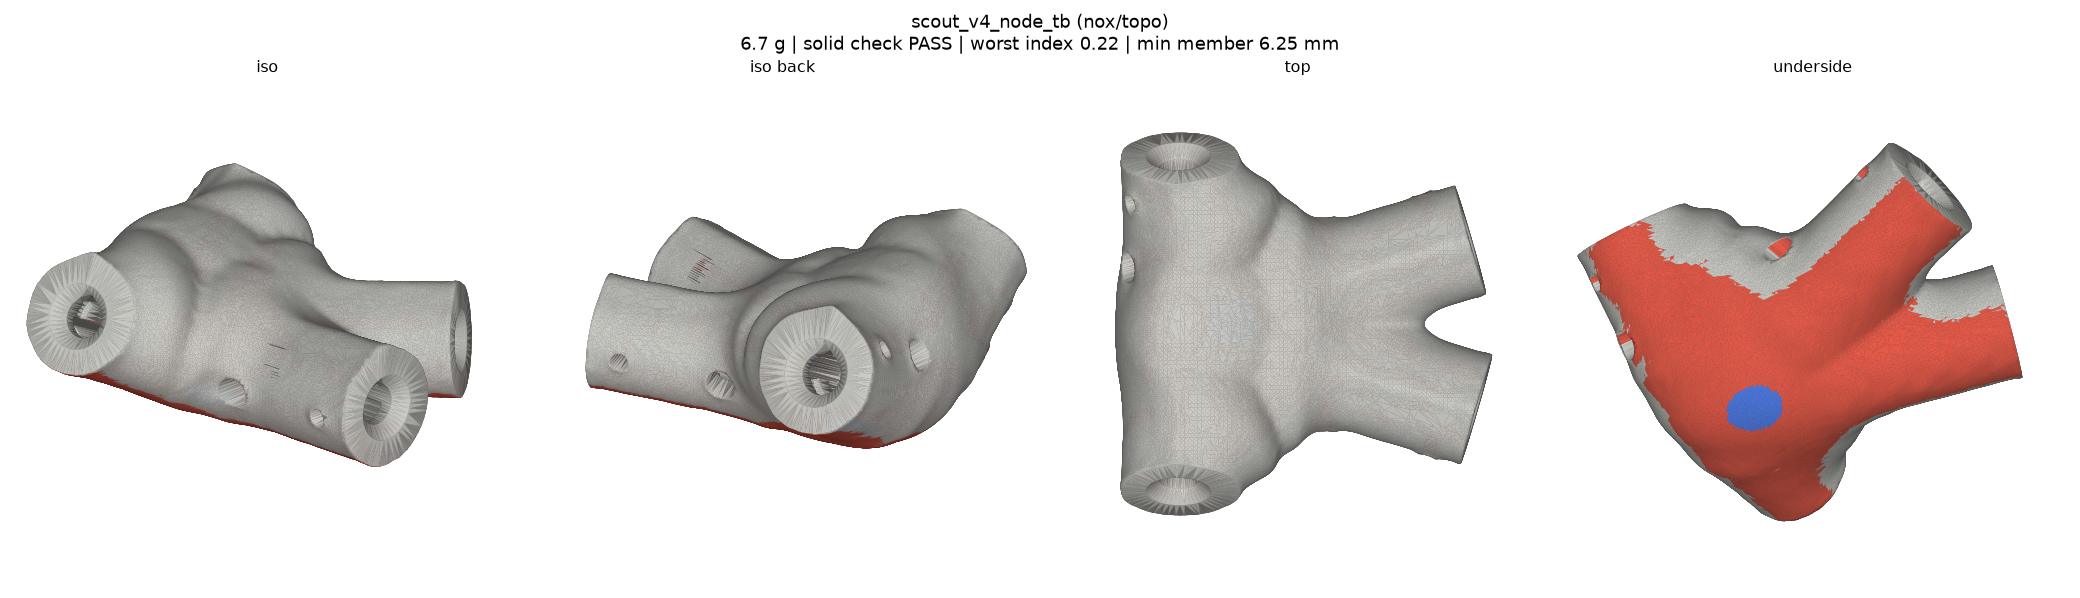 scout_v4_node_tb (nox/topo)
6.7 g | solid check PASS | worst index 0.22 | min member 6.25 mm
iso
iso back
top
underside